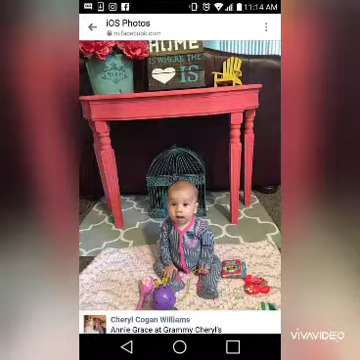 11:14 AM
iOS Photos
m.facebook.com
HOME
IS WHERE THE
IS
Cheryl Cogan Williams
Annie Grace at Grammy Cheryl's
VIVAVIDEO